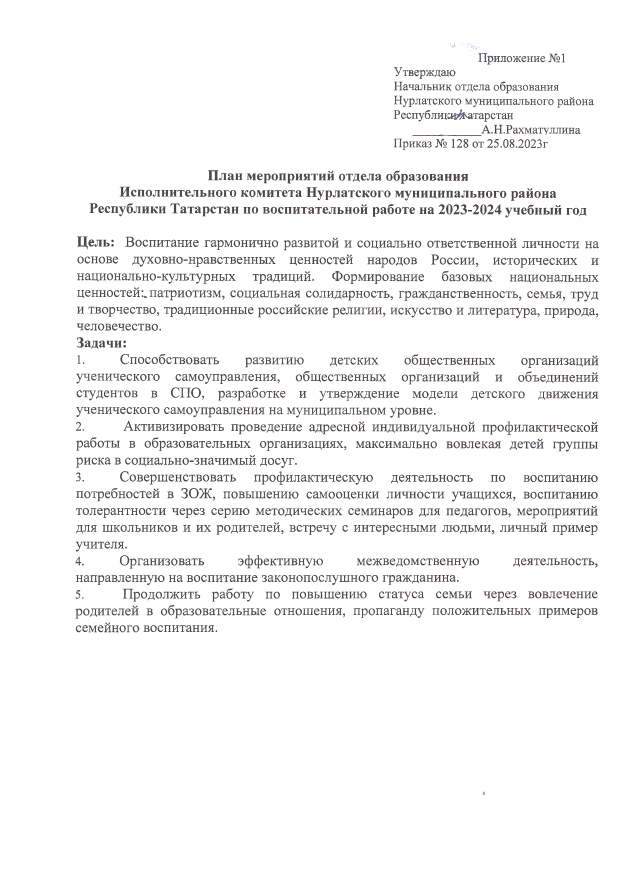 Приложение №1
Утверждаю
Начальник отдела образования
Нурлатского муниципального района
Республики Татарстан
___________А.Н.Рахматуллина
Приказ № 128 от 25.08.2023г
План мероприятий отдела образования
Исполнительного комитета Нурлатского муниципального района
Республики Татарстан по воспитательной работе на 2023-2024 учебный год
Цель: Воспитание гармонично развитой и социально ответственной личности на
основе духовно-нравственных ценностей народов России, исторических и
национально-культурных традиций. Формирование базовых национальных
ценностей: патриотизм, социальная солидарность, гражданственность, семья, труд
и творчество, традиционные российские религии, искусство и литература, природа,
человечество.
Задачи:
1. Способствовать развитию детских общественных организаций
ученического самоуправления, общественных организаций и объединений
студентов в СПО, разработке и утверждение модели детского движения
ученического самоуправления на муниципальном уровне.
2. Активизировать проведение адресной индивидуальной профилактической
работы в образовательных организациях, максимально вовлекая детей группы
риска в социально-значимый досуг.
3. Совершенствовать профилактическую деятельность по воспитанию
потребностей в ЗОЖ, повышению самооценки личности учащихся, воспитанию
толерантности через серию методических семинаров для педагогов, мероприятий
для школьников и их родителей, встречу с интересными людьми, личный пример
учителя.
4. Организовать эффективную межведомственную деятельность,
направленную на воспитание законопослушного гражданина.
5. Продолжить работу по повышению статуса семьи через вовлечение
родителей в образовательные отношения, пропаганду положительных примеров
семейного воспитания.